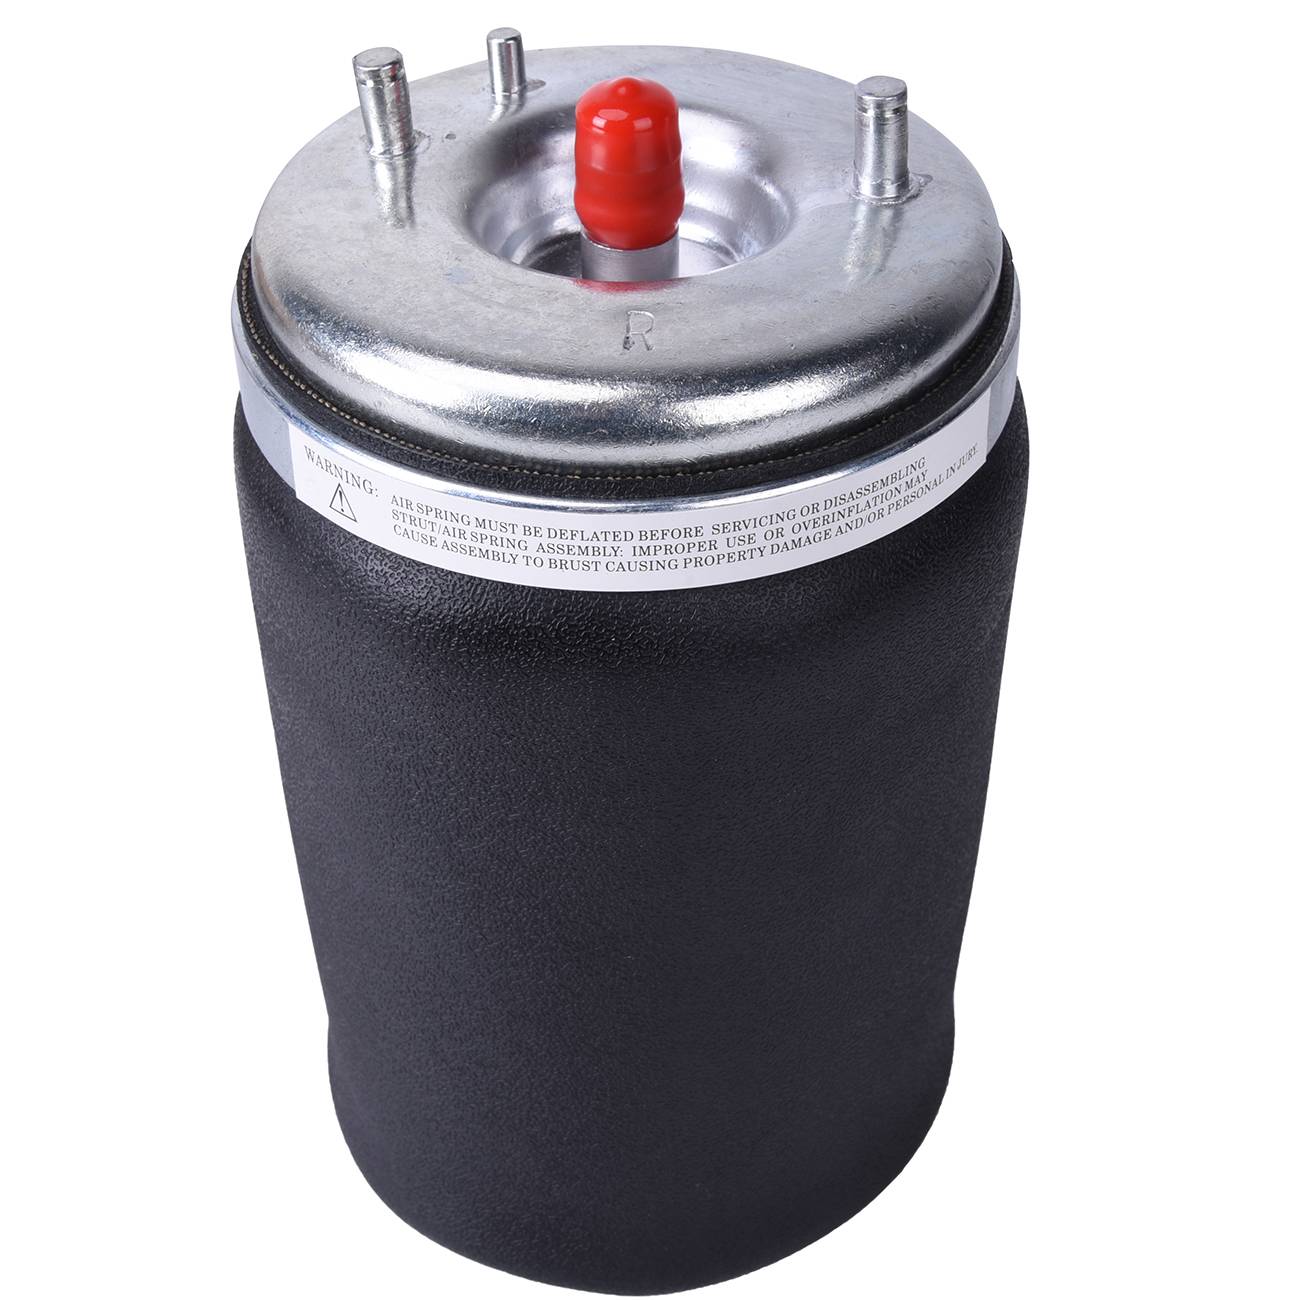 R
WARNING:
AIR SPRING MUST BE DEFLATED BEFORE SERVICING OR DISASSEMBLING
STRUT/AIR SPRING ASSEMBLY: IMPROPER USE OR OVERINFLATION MAY
CAUSE ASSEMBLY TO BRUST CAUSING PROPERTY DAMAGE AND/OR PERSONAL INJURY.